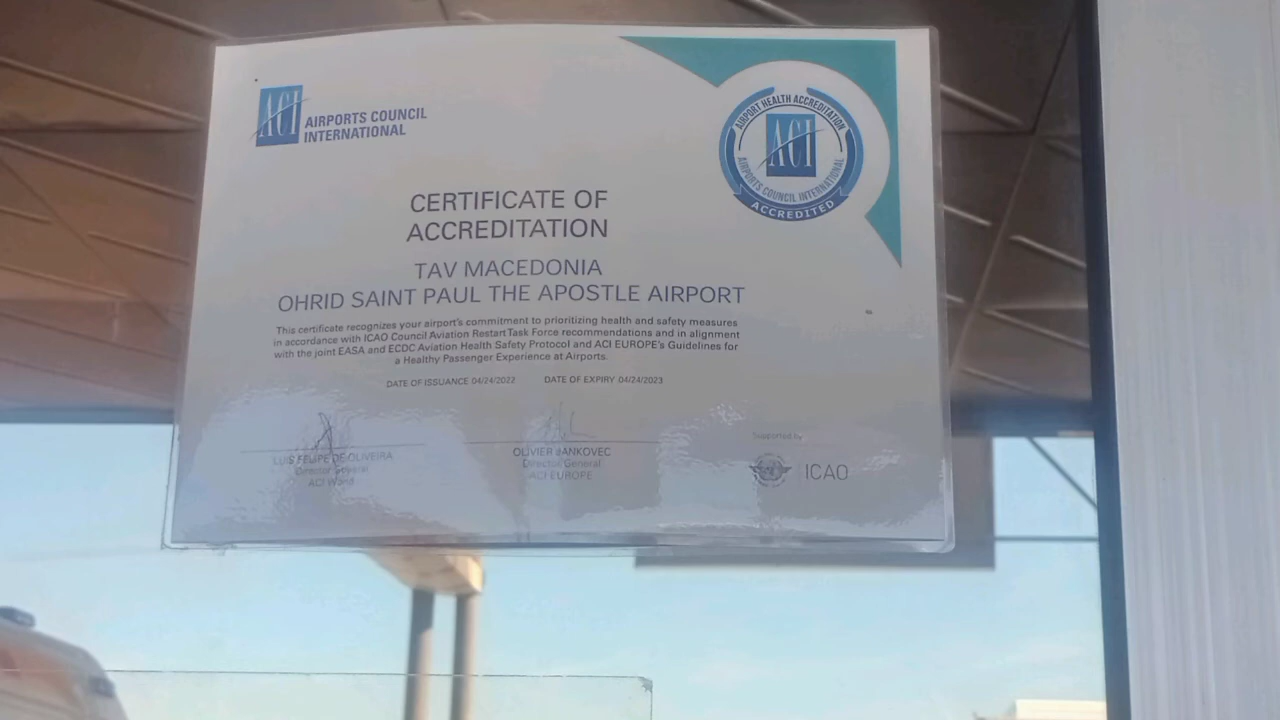 ACI AIRPORTS COUNCIL
INTERNATIONAL
AIRPORT HEALTH ACCREDITATION
ACI
AIRPORTS COUNCIL INTERNATIONAL
ACCREDITED
CERTIFICATE OF
ACCREDITATION
TAV MACEDONIA
OHRID SAINT PAUL THE APOSTLE AIRPORT
This certificate recognizes your airport's commitment to prioritizing health and safety measures
in accordance with ICAO Council Aviation Restart Task Force recommendations and in alignment
with the joint EASA and ECDC Aviation Health Safety Protocol and ACI EUROPE's Guidelines for
a Healthy Passenger Experience at Airports.
DATE OF ISSUANCE 04/24/2022 DATE OF EXPIRY 04/24/2023
LUIS FELIPE DE OLIVEIRA
Director General
ACI World
OLIVIER JANKOVEC
Director General
ACI EUROPE
Supported by
ICAO